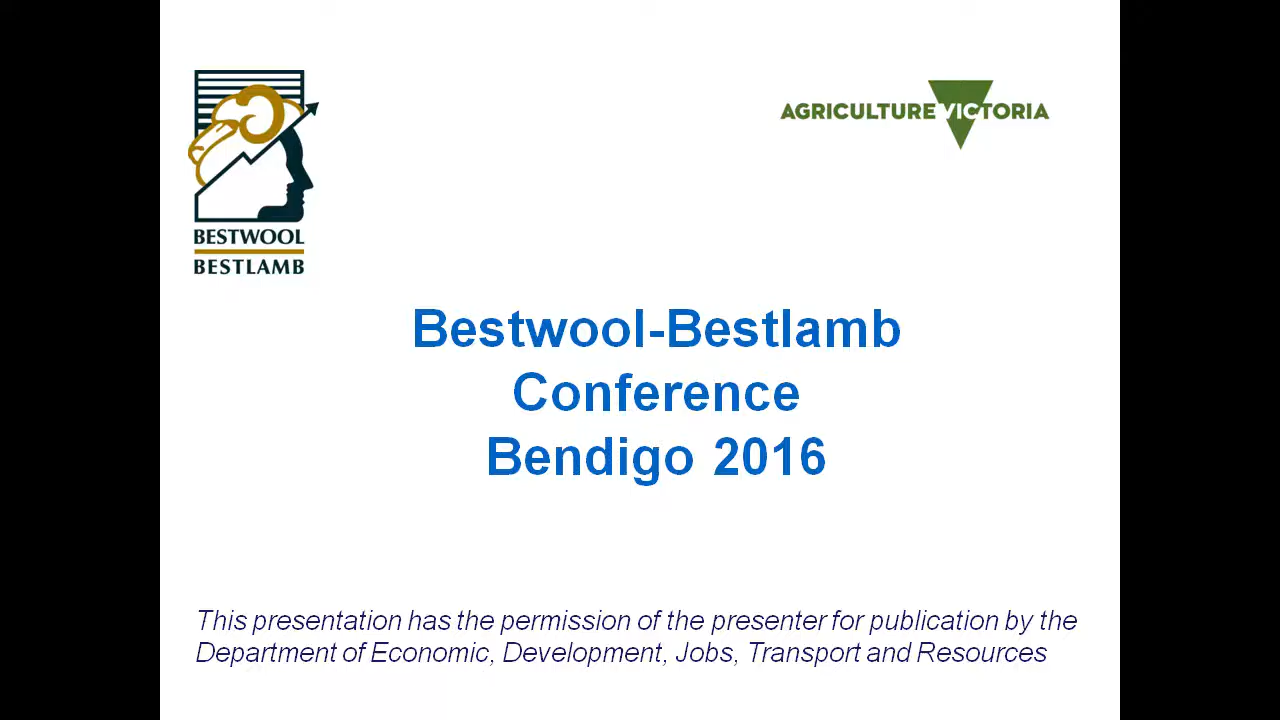 AGRICULTURE VICTORIA
BESTWOOL
BESTLAMB
Bestwool-Bestlamb
Conference
Bendigo 2016
This presentation has the permission of the presenter for publication by the
Department of Economic, Development, Jobs, Transport and Resources